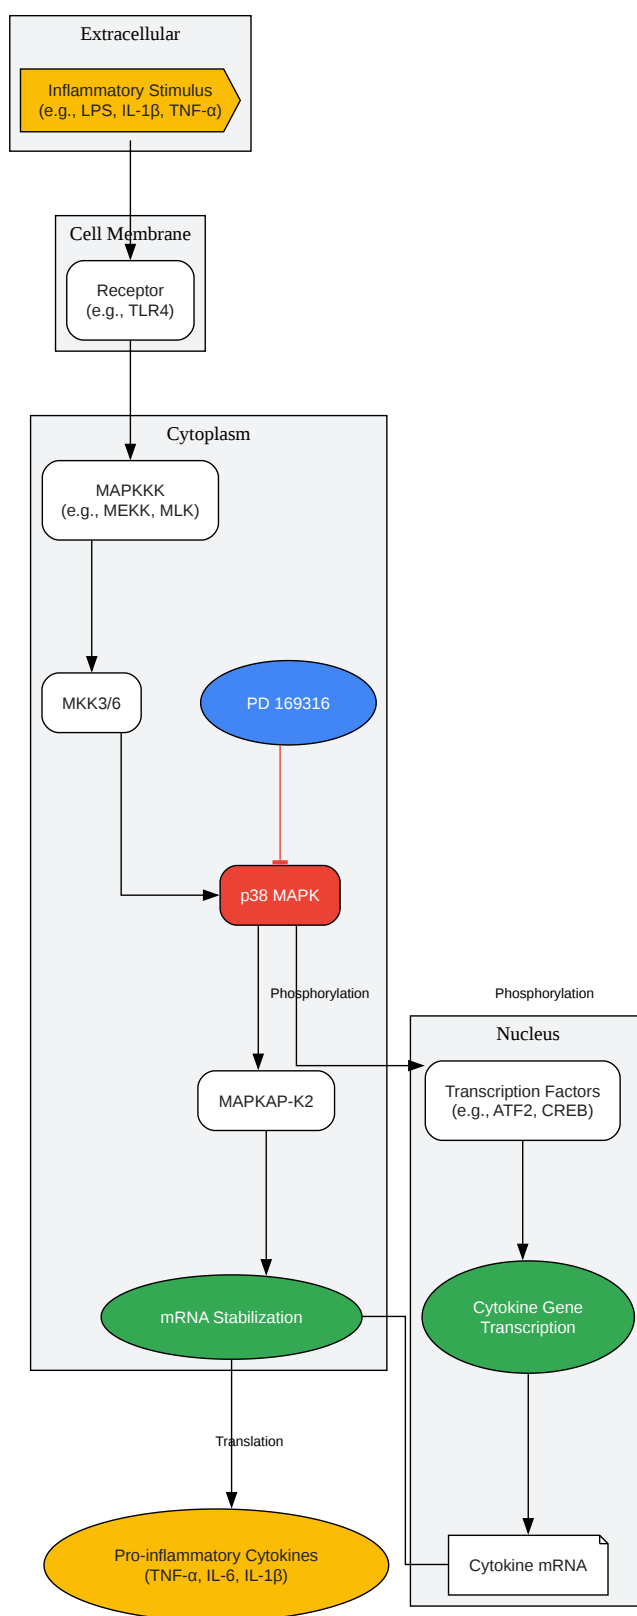 Extracellular
Inflammatory Stimulus
(e.g., LPS, IL-1β, TNF-α)
Cell Membrane
Receptor
(e.g., TLR4)
Cytoplasm
MAPKKK
(e.g., MEKK, MLK)
MKK3/6
PD 169316
p38 MAPK
Phosphorylation
Phosphorylation
Nucleus
MAPKAP-K2
Transcription Factors
(e.g., ATF2, CREB)
mRNA Stabilization
Cytokine Gene
Transcription
Translation
Pro-inflammatory Cytokines
(TNF-α, IL-6, IL-1β)
Cytokine mRNA